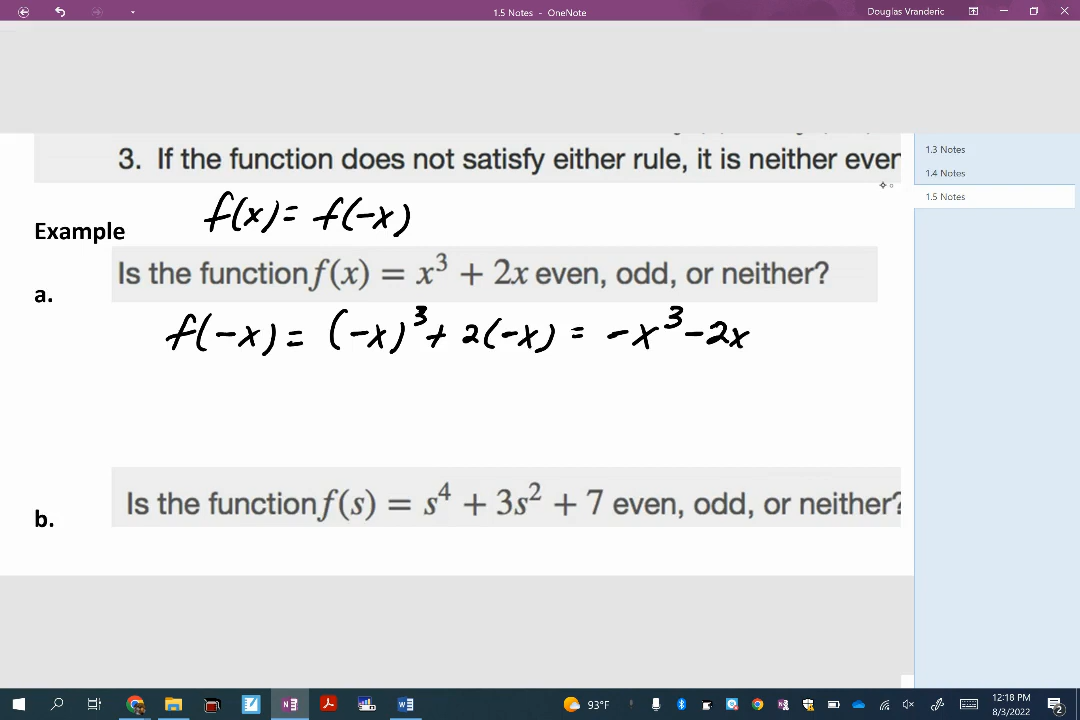 1.5 Notes - OneNote
Douglas Vranderic
3. If the function does not satisfy either rule, it is neither even
1.3 Notes
1.4 Notes
1.5 Notes
f(x) = f(-x)
Example
Is the function f(x) = x³ + 2x even, odd, or neither?
a.
f(-x) = (-x)³ + 2(-x) = -x³ - 2x
Is the function f(s) = s⁴ + 3s² + 7 even, odd, or neither?
b.
93°F
12:18 PM
8/3/2022
2